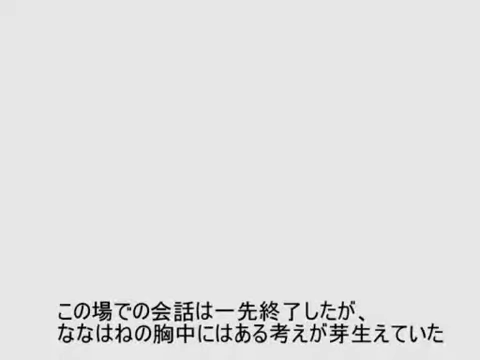 この場での会話は一先終了したが、
ななはねの胸中にはある考えが芽生えていた